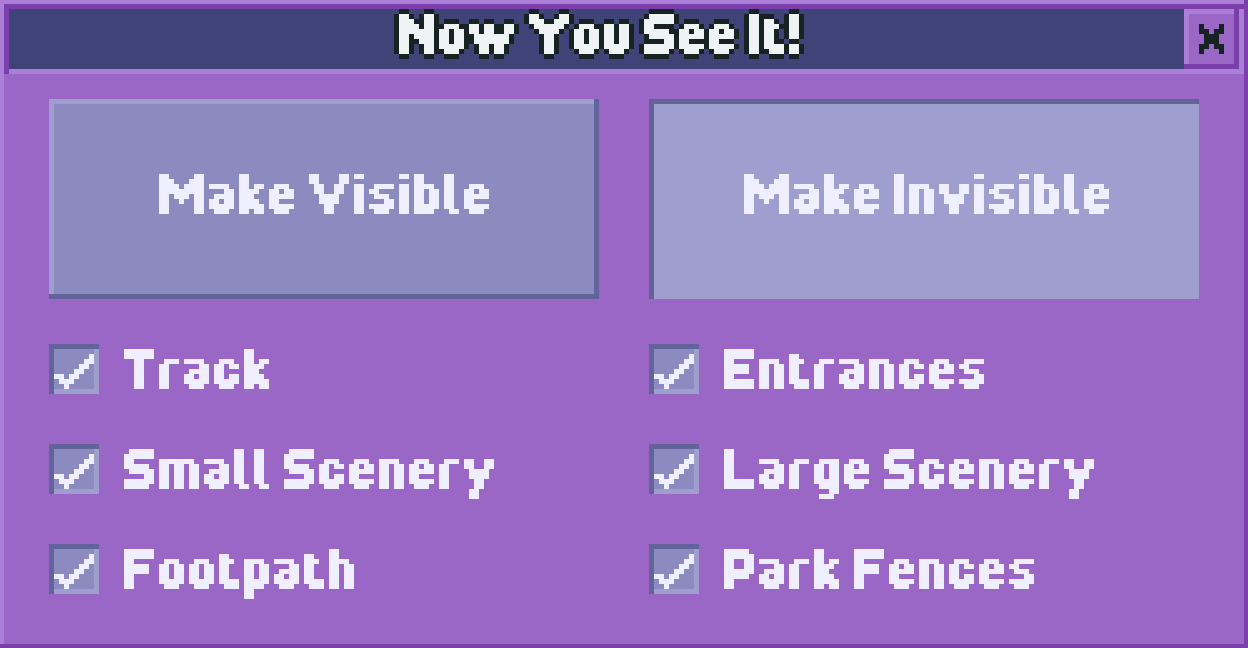 Now You See It!
Make Visible
Make Invisible
Track
Entrances
Small Scenery
Large Scenery
Footpath
Park Fences